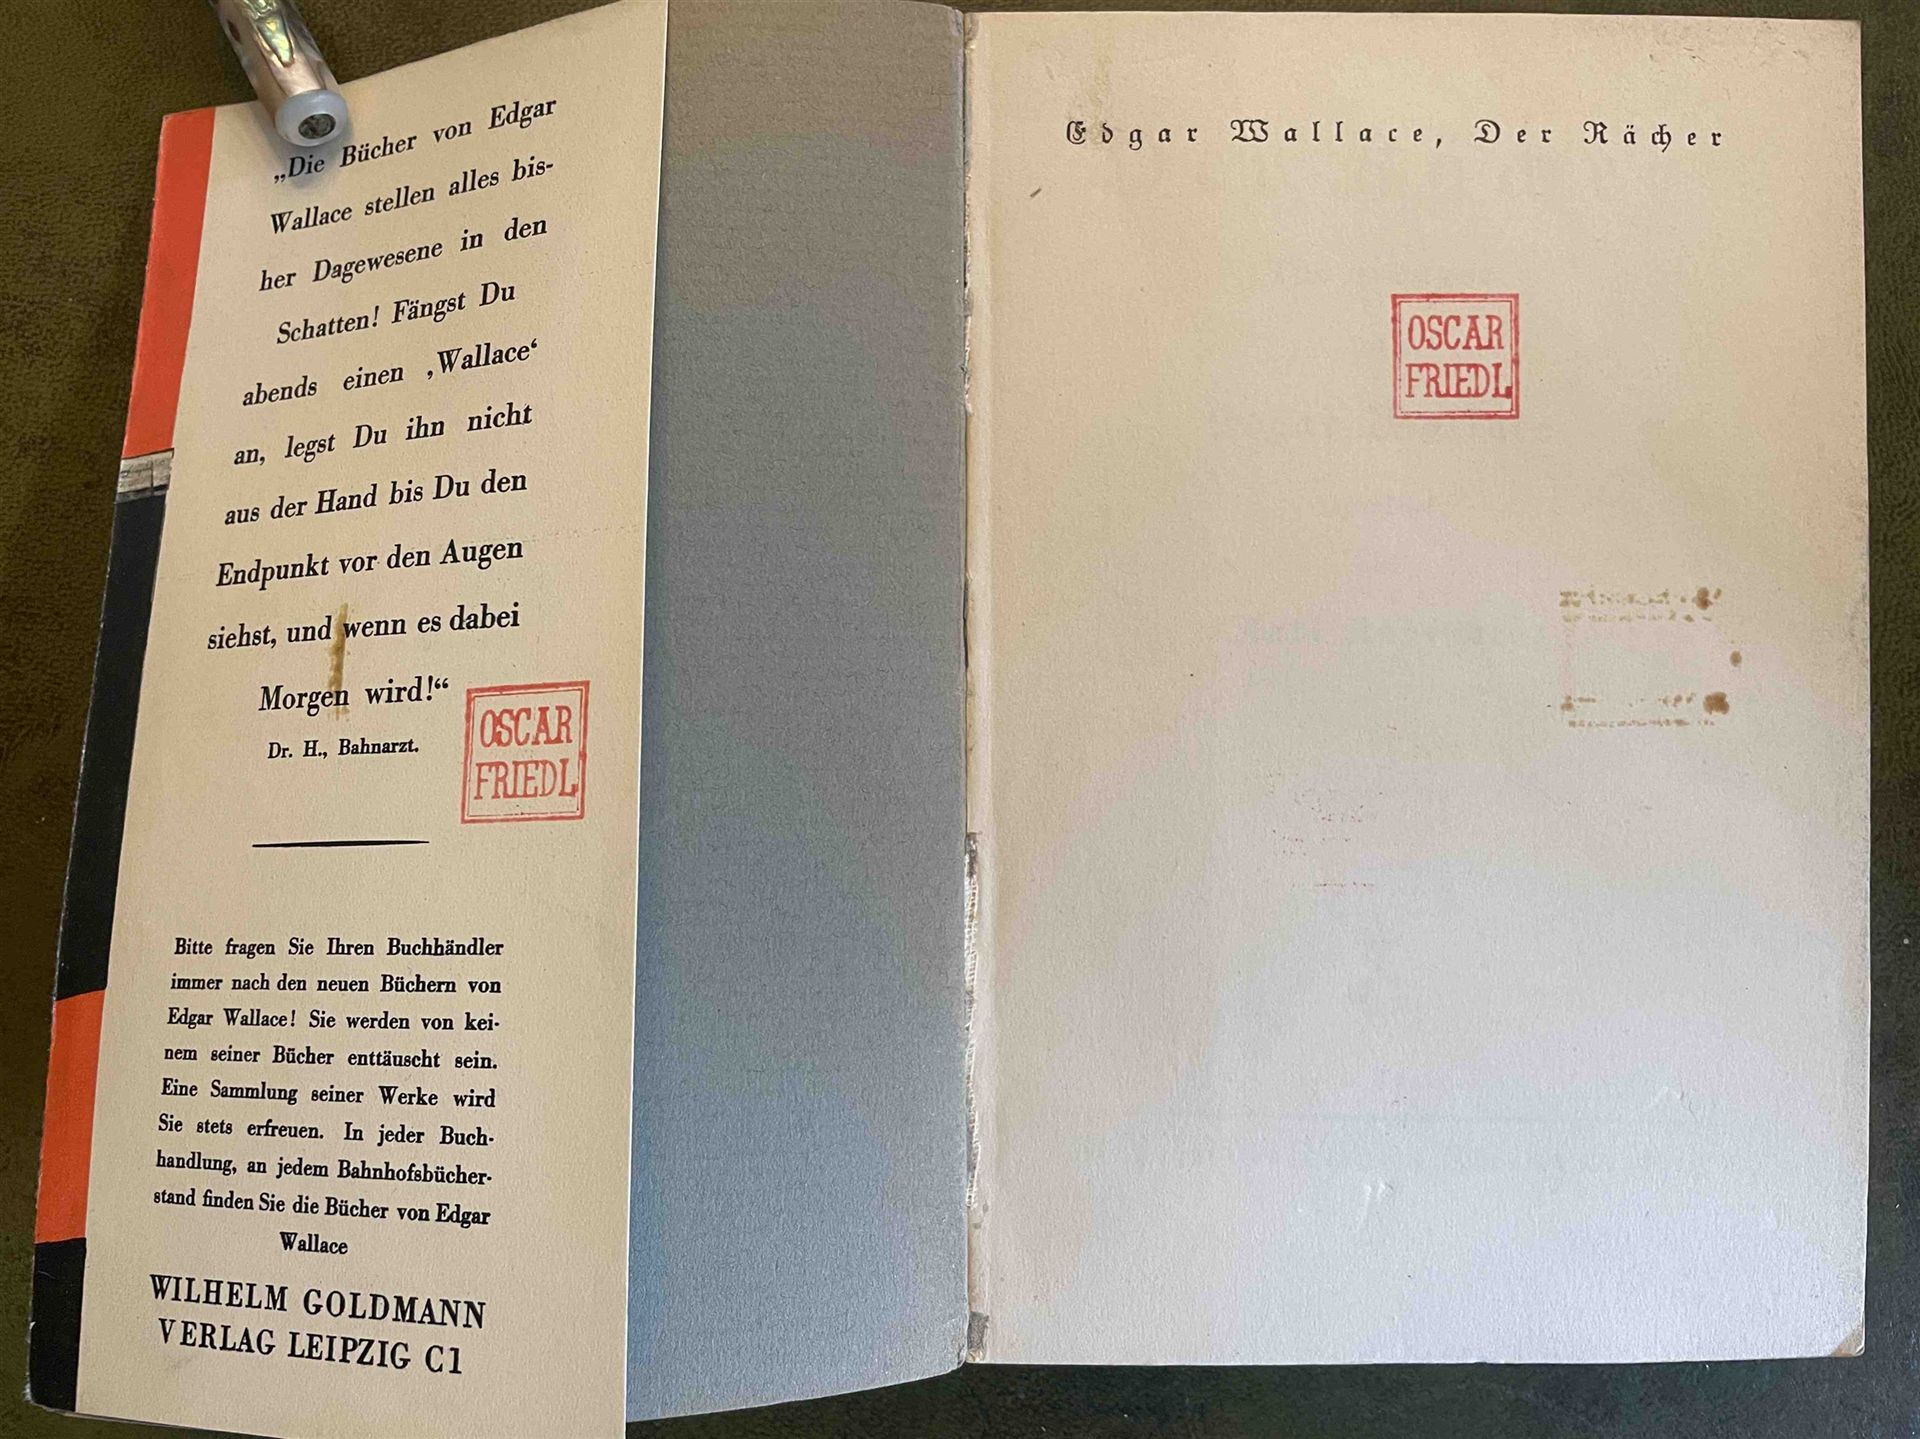 „Die Bücher von Edgar
Wallace stellen alles bis-
her Dagewesene in den
Schatten! Fängst Du
abends einen ‚Wallace‘
an, legst Du ihn nicht
aus der Hand bis Du den
Endpunkt vor den Augen
siehst, und wenn es dabei
Morgen wird!“
Dr. H., Bahnarzt.
OSCAR
FRIEDL
Bitte fragen Sie Ihren Buchhändler
immer nach den neuen Büchern von
Edgar Wallace! Sie werden von kei-
nem seiner Bücher enttäuscht sein.
Eine Sammlung seiner Werke wird
Sie stets erfreuen. In jeder Buch-
handlung, an jedem Bahnhofsbücher-
stand finden Sie die Bücher von Edgar
Wallace
WILHELM GOLDMANN
VERLAG LEIPZIG C1
Edgar Wallace, Der Rächer
OSCAR
FRIEDL